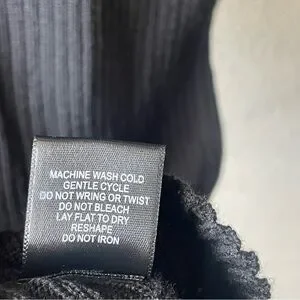 MACHINE WASH COLD
GENTLE CYCLE
DO NOT WRING OR TWIST
DO NOT BLEACH
LAY FLAT TO DRY
RESHAPE
DO NOT IRON